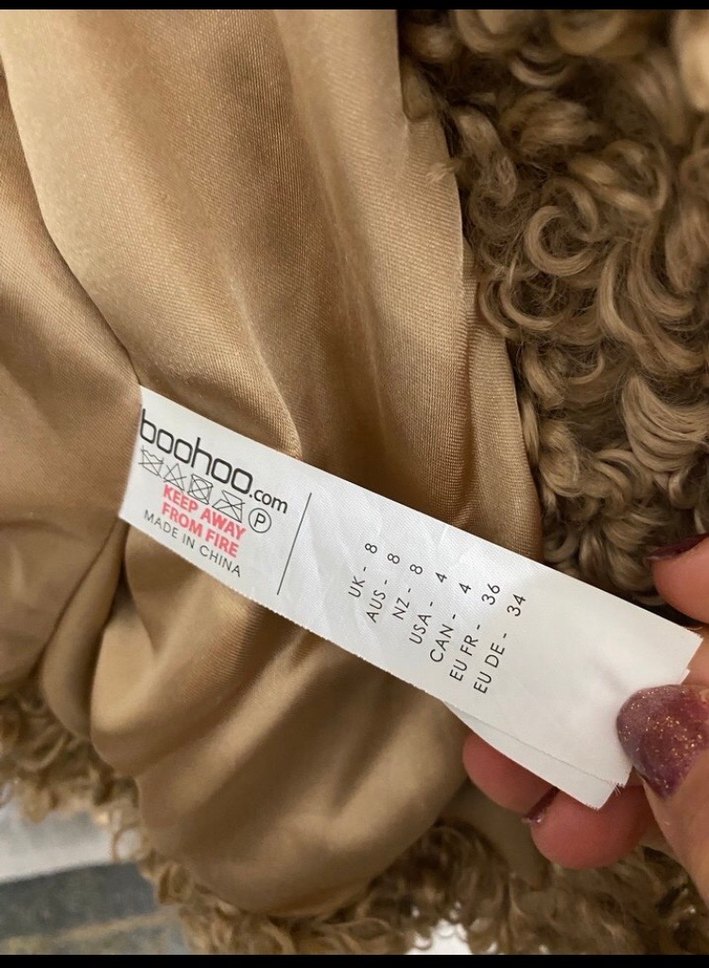 boohoo.com
P
KEEP AWAY
FROM FIRE
MADE IN CHINA
UK - 8
AUS - 8
NZ - 8
USA - 4
CAN - 4
EU FR - 36
EU DE - 34